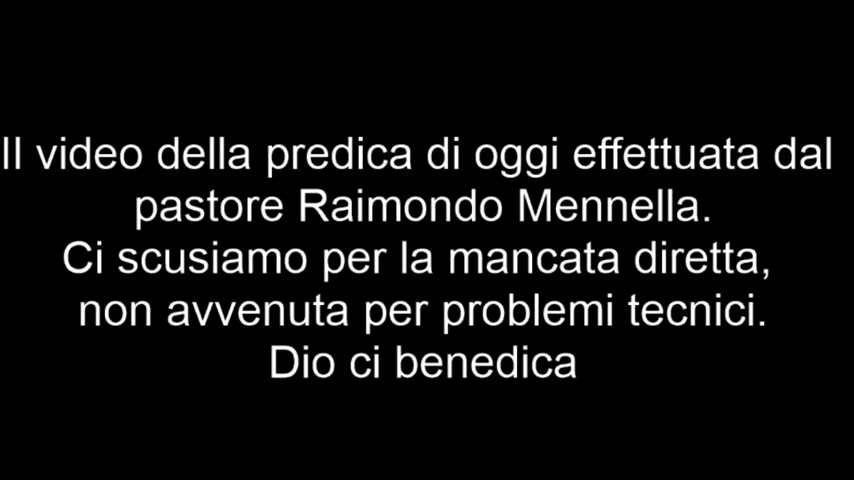 Il video della predica di oggi effettuata dal
pastore Raimondo Mennella.
Ci scusiamo per la mancata diretta,
non avvenuta per problemi tecnici.
Dio ci benedica